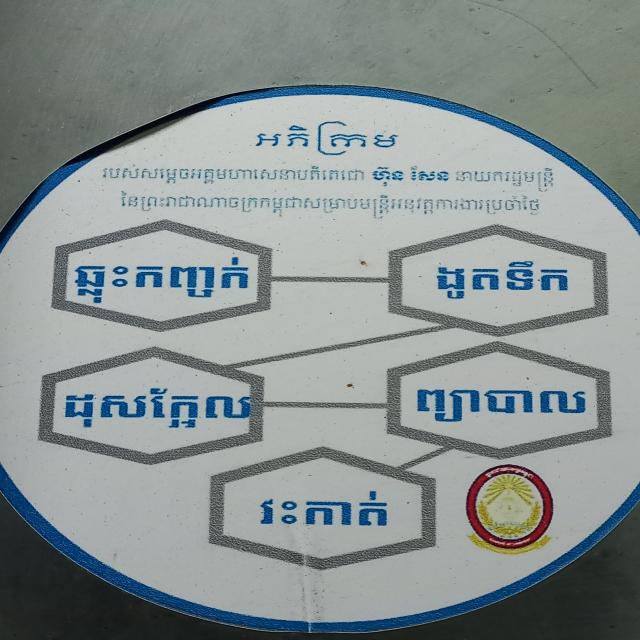 អភិក្រម
របស់សម្តេចអគ្គមហាសេនាបតីតេជោ ហ៊ុន សែន នាយករដ្ឋមន្ត្រី
នៃព្រះរាជាណាចក្រកម្ពុជាសម្រាប់មន្ត្រីអនុវត្តការងារប្រចាំថ្ងៃ
ឆ្លុះកញ្ចក់
ងូតទឹក
ដុសក្អែល
ព្យាបាល
វះកាត់